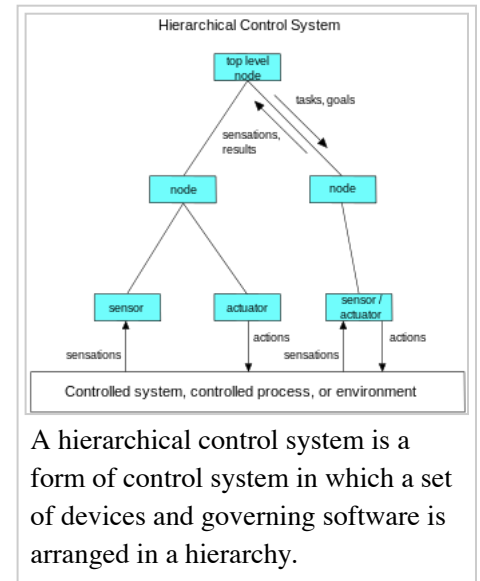 Hierarchical Control System
top level
node
tasks, goals
sensations,
results
node
node
sensor
actuator
sensor /
actuator
sensations
actions
sensations
actions
Controlled system, controlled process, or environment
A hierarchical control system is a
form of control system in which a set
of devices and governing software is
arranged in a hierarchy.